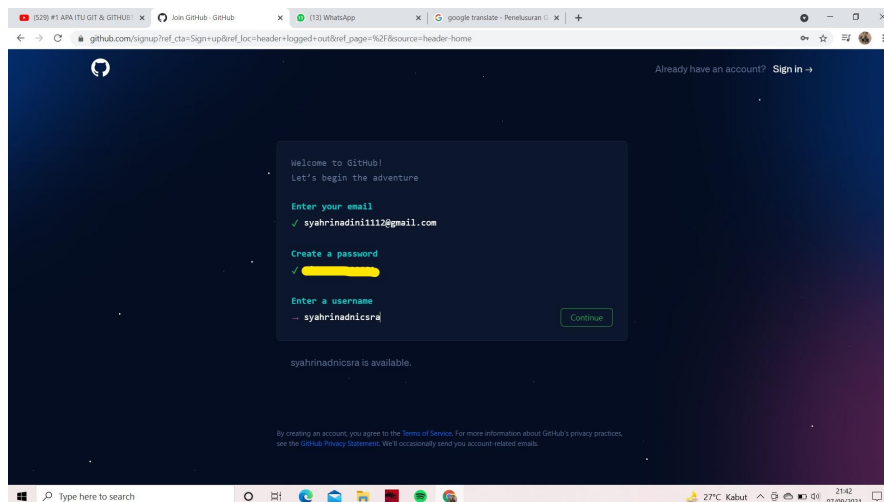 (529) #1 APA ITU GIT & GITHUB?
Join GitHub · GitHub
(13) WhatsApp
google translate - Penelusuran G
github.com/signup?ref_cta=Sign+up&ref_loc=header+logged+out&ref_page=%2F&source=header-home
Already have an account? Sign in →
Welcome to GitHub!
Let's begin the adventure
Enter your email
✓ syahrinadini1112@gmail.com
Create a password
✓
Enter a username
→ syahrinadnicsra
Continue
syahrinadnicsra is available.
By creating an account, you agree to the Terms of Service. For more information about GitHub's privacy practices,
see the GitHub Privacy Statement. We'll occasionally send you account-related emails.
Type here to search
27°C Kabut
21:42
07/09/2021